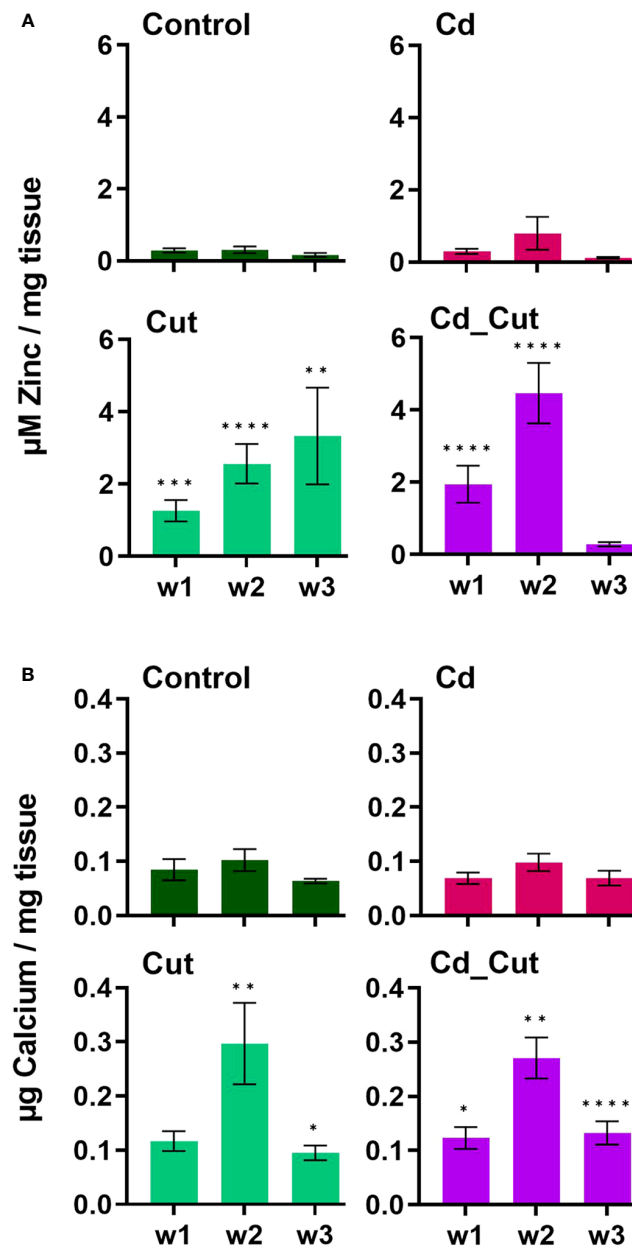 A
Control
Cd
µM Zinc / mg tissue
6
4
2
0
6
4
2
0
Cut
Cd_Cut
6
4
2
0
***
****
**
w1
w2
w3
6
4
2
0
****
****
w1
w2
w3
B
Control
Cd
µg Calcium / mg tissue
0.4
0.3
0.2
0.1
0.0
0.4
0.3
0.2
0.1
0.0
Cut
Cd_Cut
0.4
0.3
0.2
0.1
0.0
**
*
w1
w2
w3
0.4
0.3
0.2
0.1
0.0
*
**
****
w1
w2
w3